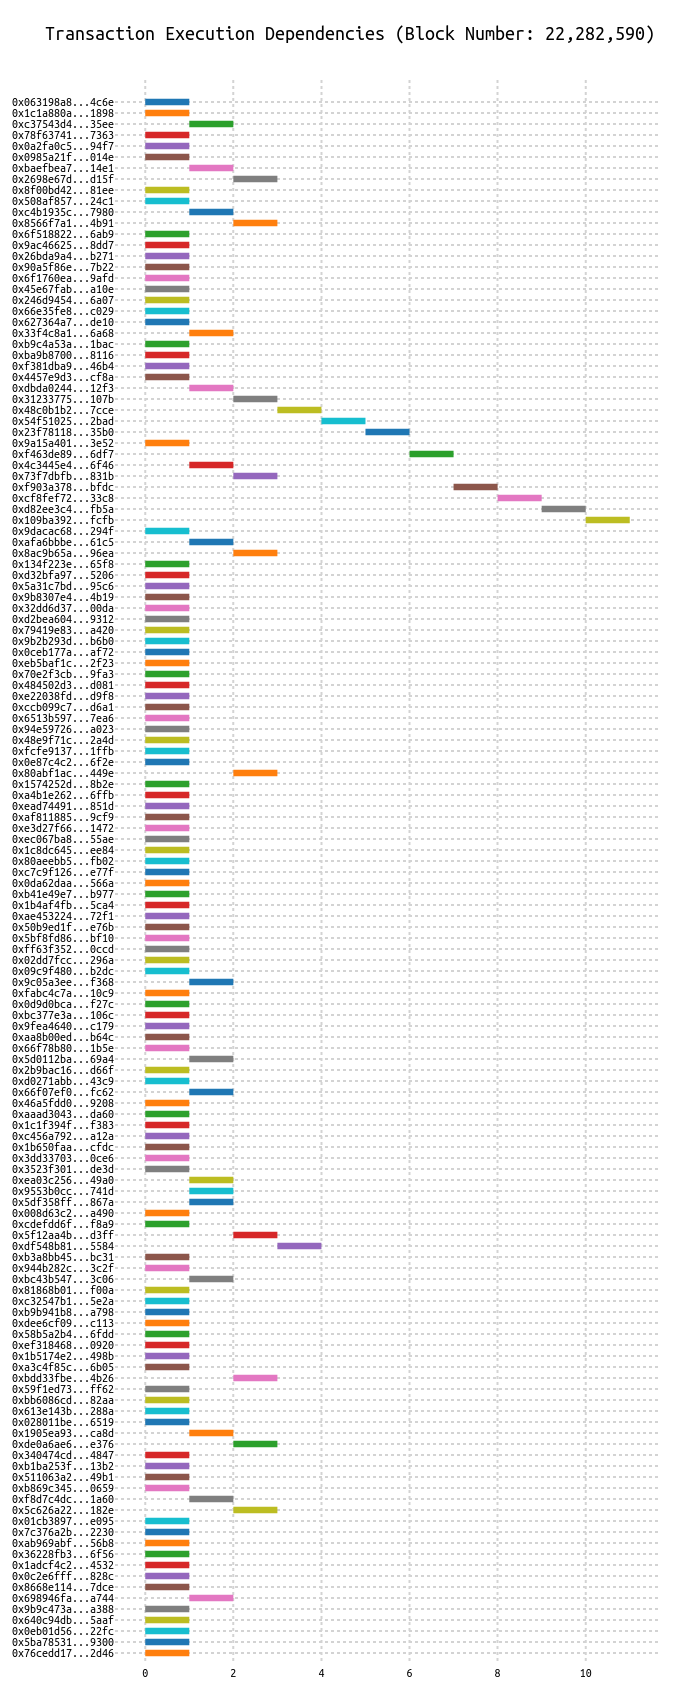 Transaction Execution Dependencies (Block Number: 22,282,590)
0x063198a8...4c6e
0x1c1a880a...1898
0xc37543d4...35ee
0x78f63741...7363
0x0a2fa0c5...94f7
0x0985a21f...014e
0xbaefbea7...14e1
0x2698e67d...d15f
0x8f00bd42...81ee
0x508af857...24c1
0xc4b1935c...7980
0x8566f7a1...4b91
0x6f518822...6ab9
0x9ac46625...8dd7
0x26bda9a4...b271
0x90a5f86e...7b22
0x6f1760ea...9afd
0x45e67fab...a10e
0x246d9454...6a07
0x66e35fe8...c029
0x627364a7...de10
0x33f4c8a1...6a68
0xb9c4a53a...1bac
0xba9b8700...8116
0xf381dba9...46b4
0x4457e9d3...cf8a
0xdbda0244...12f3
0x31233775...107b
0x48c0b1b2...7cce
0x54f51025...2bad
0x23f78118...35b0
0x9a15a401...3e52
0xf463de89...6df7
0x4c3445e4...6f46
0x73f7dbfb...831b
0xf903a378...bfdc
0xcf8fef72...33c8
0xd82ee3c4...fb5a
0x109ba392...fcfb
0x9dacac68...294f
0xafa6bbbe...61c5
0x8ac9b65a...96ea
0x134f223e...65f8
0xd32bfa97...5206
0x5a31c7bd...95c6
0x9b8307e4...4b19
0x32dd6d37...00da
0xd2bea604...9312
0x79419e83...a420
0x9b2b293d...b6b0
0x0ceb177a...af72
0xeb5baf1c...2f23
0x70e2f3cb...9fa3
0x484502d3...d081
0xe22038fd...d9f8
0xccb099c7...d6a1
0x6513b597...7ea6
0x94e59726...a023
0x48e9f71c...2a4d
0xfcfe9137...1ffb
0x0e87c4c2...6f2e
0x80abf1ac...449e
0x1574252d...8b2e
0xa4b1e262...6ffb
0xead74491...851d
0xaf811885...9cf9
0xe3d27f66...1472
0xec067ba8...55ae
0x1c8dc645...ee84
0x80aeebb5...fb02
0xc7c9f126...e77f
0x0da62daa...566a
0xb41e49e7...b977
0x1b4af4fb...5ca4
0xae453224...72f1
0x50b9ed1f...e76b
0x5bf8fd86...bf10
0xff63f352...0ccd
0x02dd7fcc...296a
0x09c9f480...b2dc
0x9c05a3ee...f368
0xfabc4c7a...10c9
0x0d9d0bca...f27c
0xbc377e3a...106c
0x9fea4640...c179
0xaa8b00ed...b64c
0x66f78b80...1b5e
0x5d0112ba...69a4
0x2b9bac16...d66f
0xd0271abb...43c9
0x66f07ef0...fc62
0x46a5fdd0...9208
0xaaad3043...da60
0x1c1f394f...f383
0xc456a792...a12a
0x1b650faa...cfdc
0x3dd33703...0ce6
0x3523f301...de3d
0xea03c256...49a0
0x9553b0cc...741d
0x5df358ff...867a
0x008d63c2...a490
0xcdefdd6f...f8a9
0x5f12aa4b...d3ff
0xdf548b81...5584
0xb3a8bb45...bc31
0x944b282c...3c2f
0xbc43b547...3c06
0x81868b01...f00a
0xc32547b1...5e2a
0xb9b941b8...a798
0xdee6cf09...c113
0x58b5a2b4...6fdd
0xef318468...0920
0x1b5174e2...498b
0xa3c4f85c...6b05
0xbdd33fbe...4b26
0x59f1ed73...ff62
0xbb6086cd...82aa
0x613e143b...288a
0x028011be...6519
0x1905ea93...ca8d
0xde0a6ae6...e376
0x340474cd...4847
0xb1ba253f...13b2
0x511063a2...49b1
0xb869c345...0659
0xf8d7c4dc...1a60
0x5c626a22...182e
0x01cb3897...e095
0x7c376a2b...2230
0xab969abf...56b8
0x36228fb3...6f56
0x1adcf4c2...4532
0x0c2e6fff...828c
0x8668e114...7dce
0x698946fa...a744
0x9b9c473a...a388
0x640c94db...5aaf
0x0eb01d56...22fc
0x5ba78531...9300
0x76cedd17...2d46
0 2 4 6 8 10